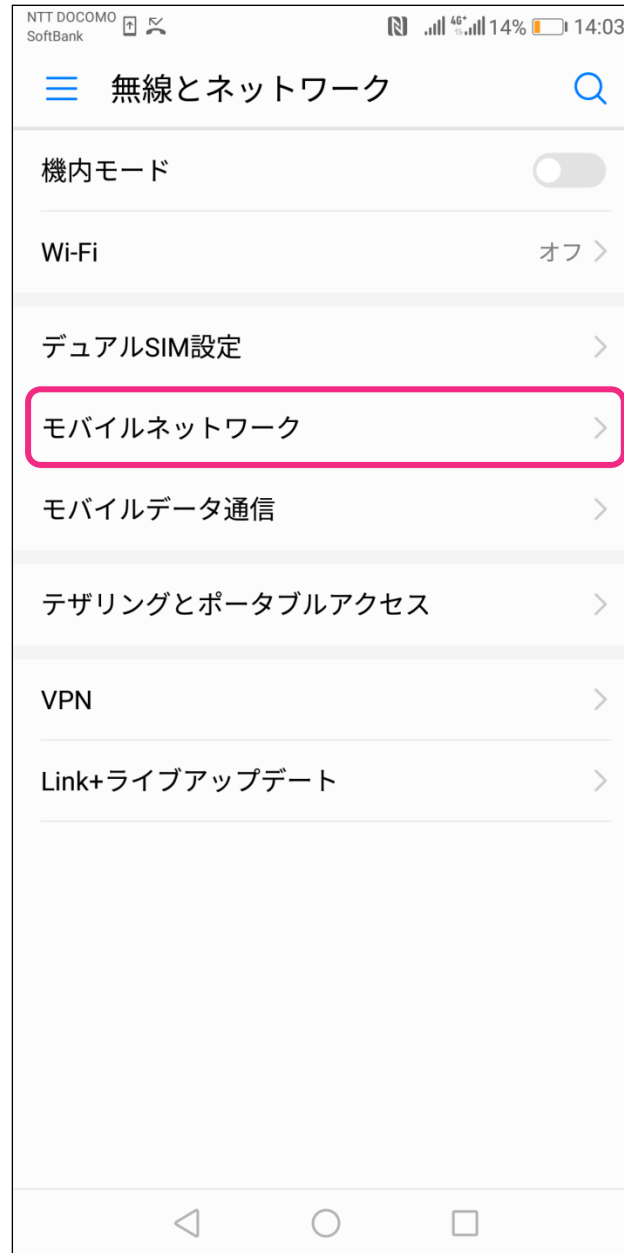 NTT DOCOMO
SoftBank
4G+ 14% 14:03
無線とネットワーク
機内モード
Wi-Fi オフ
デュアルSIM設定
モバイルネットワーク
モバイルデータ通信
テザリングとポータブルアクセス
VPN
Link+ライブアップデート